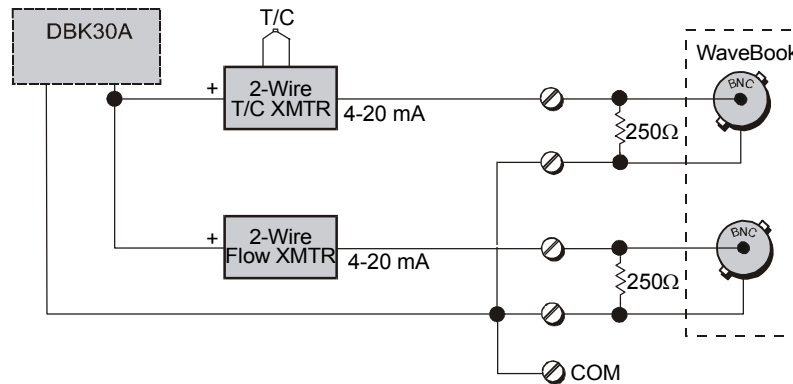 DBK30A
T/C
WaveBook
+
2-Wire
T/C XMTR
4-20 mA
BNC
250Ω
+
2-Wire
Flow XMTR
4-20 mA
BNC
250Ω
COM